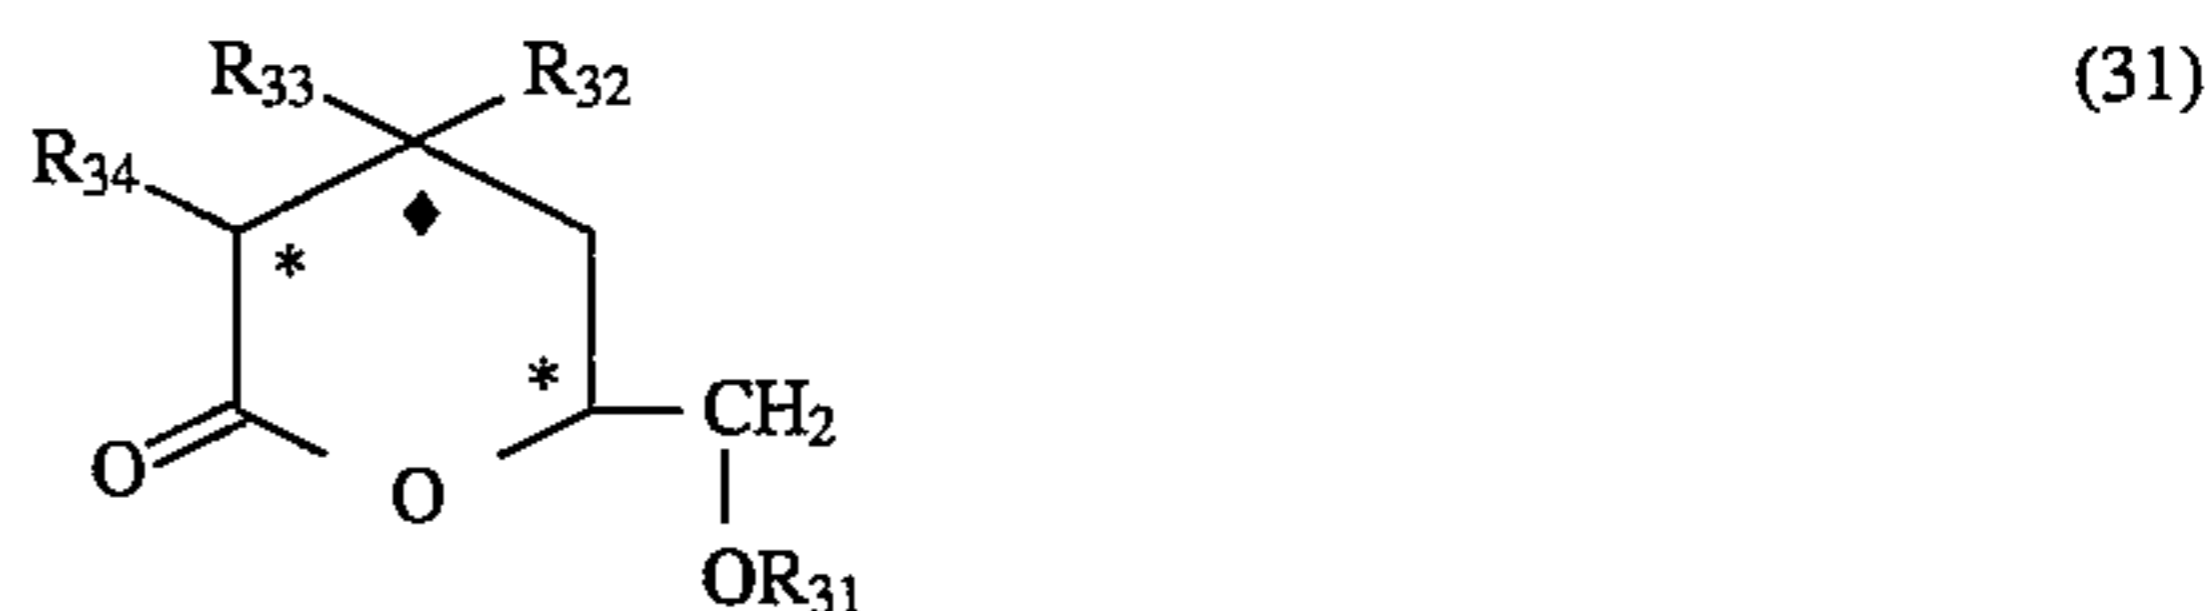 R33 R32 (31)
R34
♦
*
* CH2
O
O
OR31